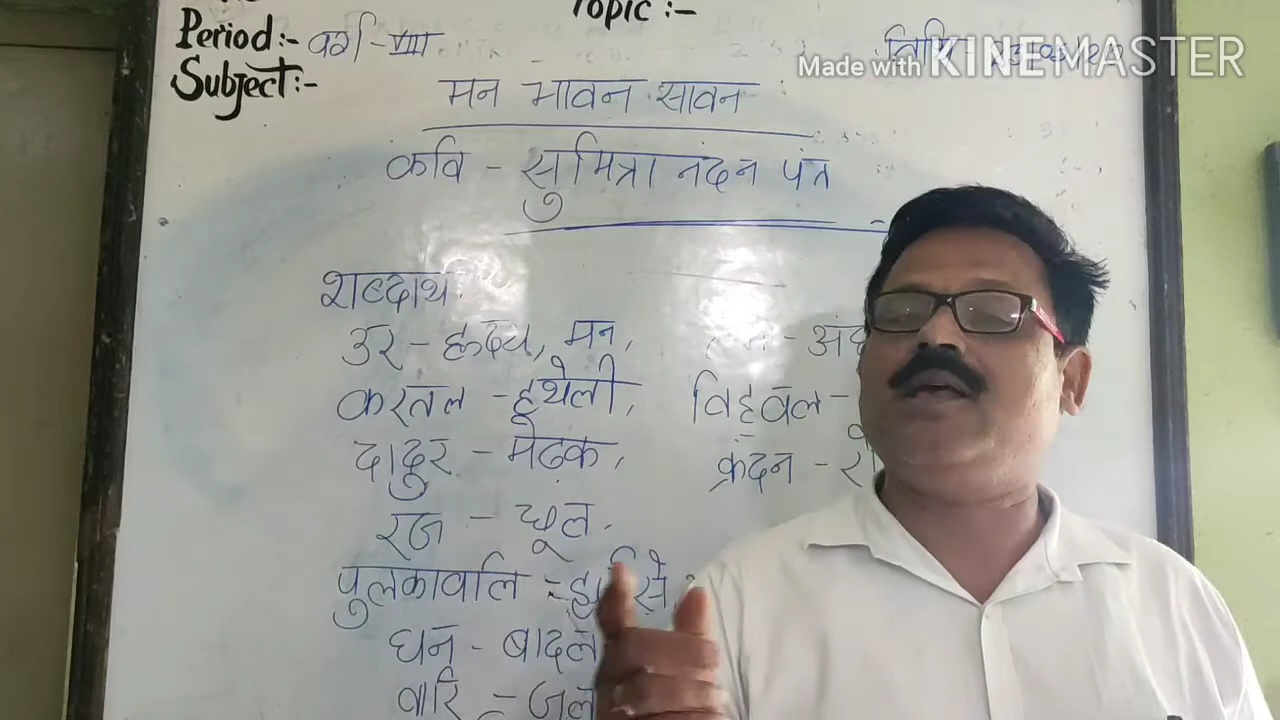 Topic :-
Period:- वर्ग - VIII
Made with KINEMASTER
Subject:-
मन भावन सावन
कवि - सुमित्रा नंदन पंत
शब्दार्थ
उर - हृदय, मन,
करतल - हथेली, विह्वल -
दादुर - मेढक, क्रंदन -
रज - धूल,
पुलकावलि -
घन - बादल
वारि - जल